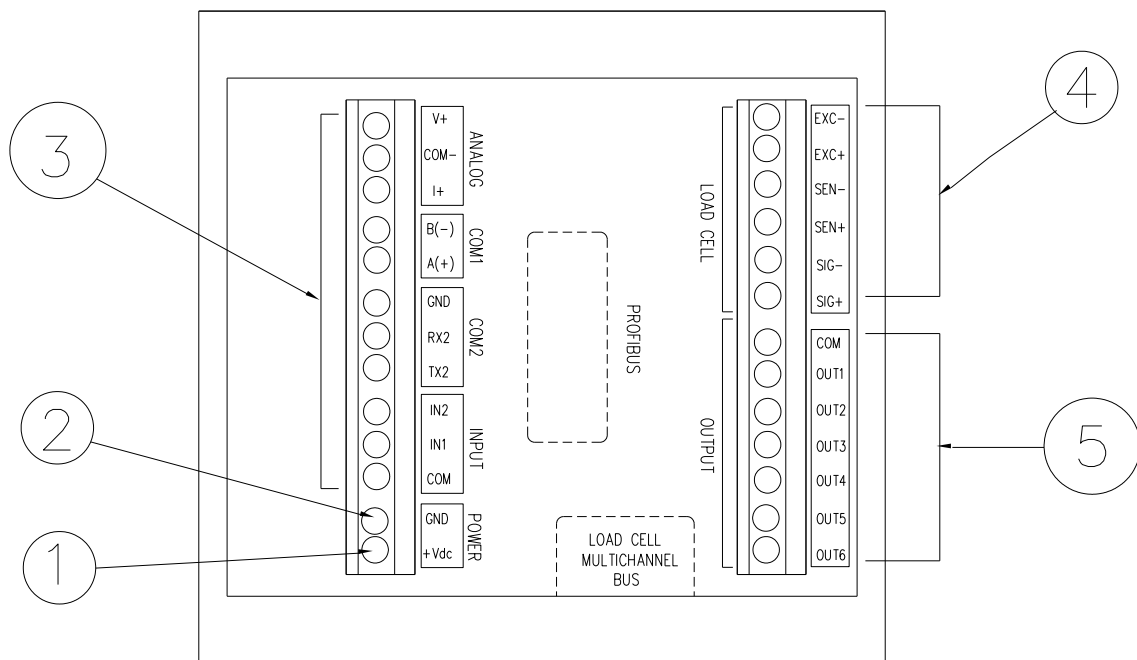 3
2
1
V+
COM-
I+
ANALOG
B(-)
A(+)
COM1
GND
RX2
TX2
COM2
IN2
IN1
COM
INPUT
GND
+Vdc
POWER
PROFIBUS
LOAD CELL
MULTICHANNEL
BUS
LOAD CELL
EXC-
EXC+
SEN-
SEN+
SIG-
SIG+
OUTPUT
COM
OUT1
OUT2
OUT3
OUT4
OUT5
OUT6
4
5